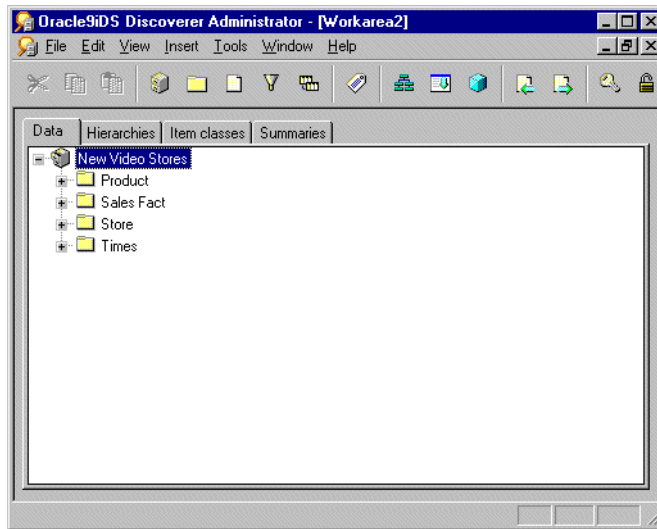 Oracle9iDS Discoverer Administrator - [Workarea2]
File Edit View Insert Tools Window Help
Data Hierarchies Item classes Summaries
New Video Stores
Product
Sales Fact
Store
Times